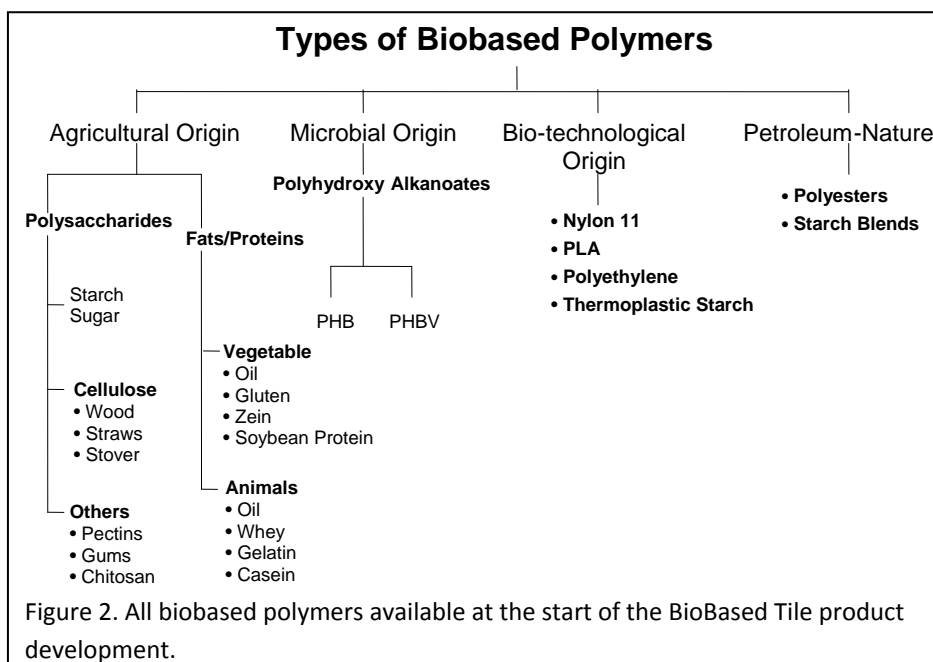 Types of Biobased Polymers
Agricultural Origin
Microbial Origin
Bio-technological
Origin
Petroleum-Nature
Polysaccharides
Starch
Sugar
Cellulose
• Wood
• Straws
• Stover
Others
• Pectins
• Gums
• Chitosan
Fats/Proteins
Vegetable
• Oil
• Gluten
• Zein
• Soybean Protein
Animals
• Oil
• Whey
• Gelatin
• Casein
Polyhydroxy Alkanoates
PHB
PHBV
• Nylon 11
• PLA
• Polyethylene
• Thermoplastic Starch
• Polyesters
• Starch Blends
Figure 2. All biobased polymers available at the start of the BioBased Tile product
development.